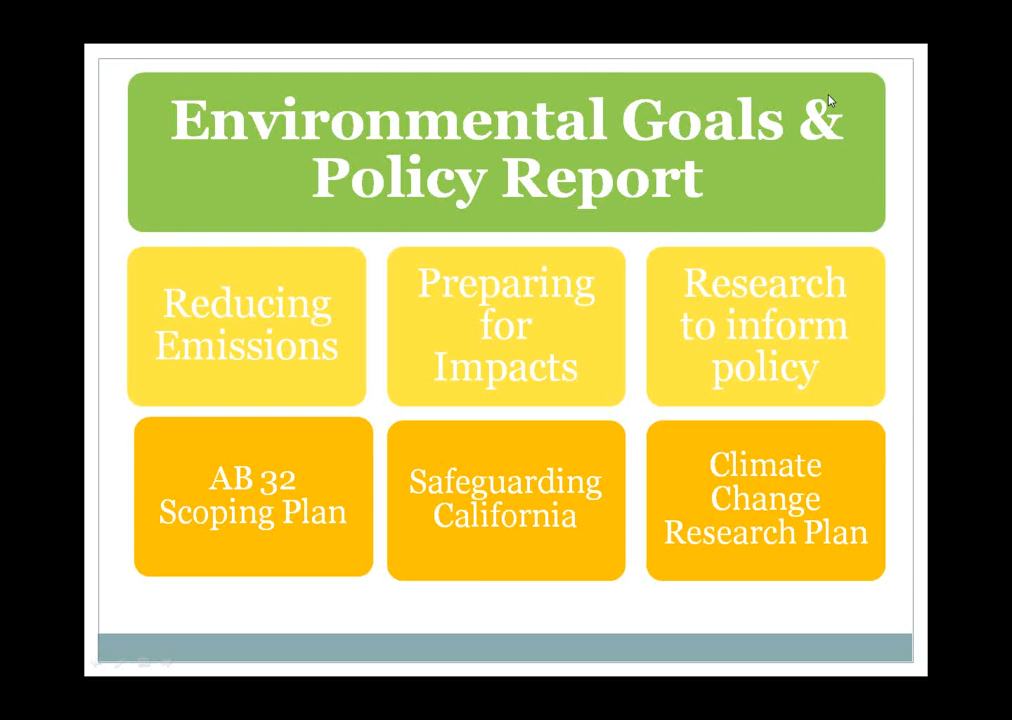 Environmental Goals &
Policy Report
Reducing
Emissions
Preparing
for
Impacts
Research
to inform
policy
AB 32
Scoping Plan
Safeguarding
California
Climate
Change
Research Plan